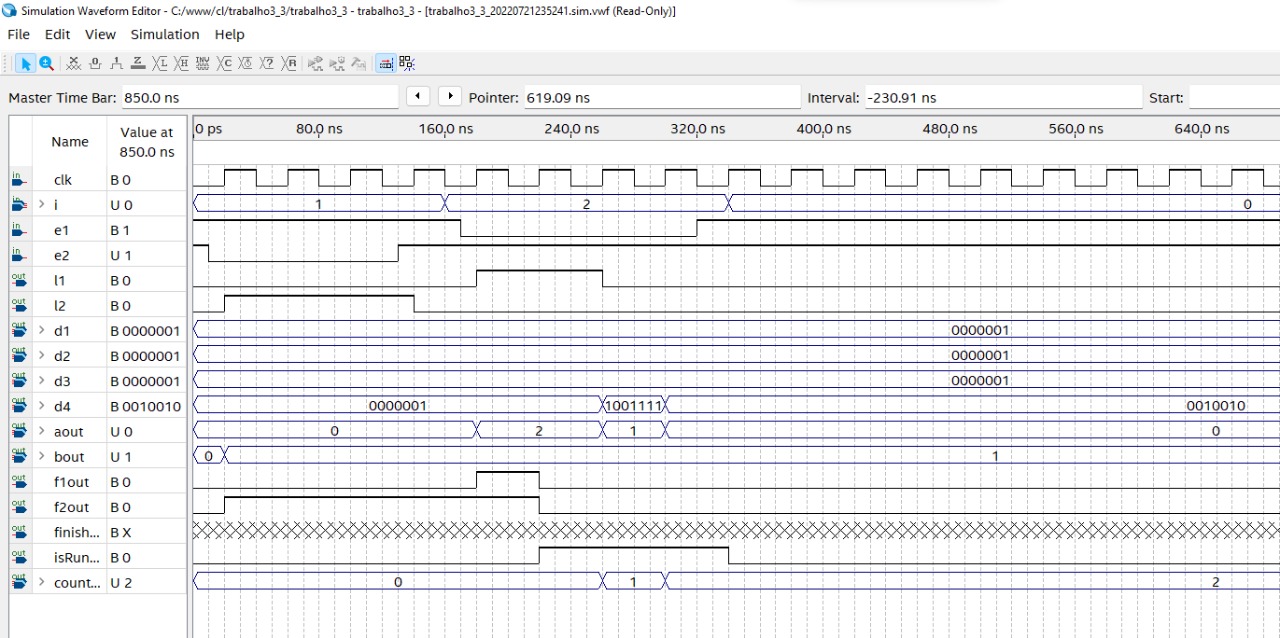 Simulation Waveform Editor - C:/www/cl/trabalho3_3/trabalho3_3 - trabalho3_3 - [trabalho3_3_20220721235241.sim.vwf (Read-Only)]
File Edit View Simulation Help
Master Time Bar: 850.0 ns Pointer: 619.09 ns Interval: -230.91 ns Start:
Name Value at 850.0 ns 0 ps 80,0 ns 160,0 ns 240,0 ns 320,0 ns 400,0 ns 480,0 ns 560,0 ns 640,0 ns
in clk B 0
in > i U 0 1 2 0
in e1 B 1
in e2 U 1
out l1 B 0
out l2 B 0
out > d1 B 0000001 0000001
out > d2 B 0000001 0000001
out > d3 B 0000001 0000001
out > d4 B 0010010 0000001 1001111 0010010
out > aout U 0 0 2 1 0
out > bout U 1 0 1
out f1out B 0
out f2out B 0
out finish... B X
out isRun... B 0
out > count... U 2 0 1 2